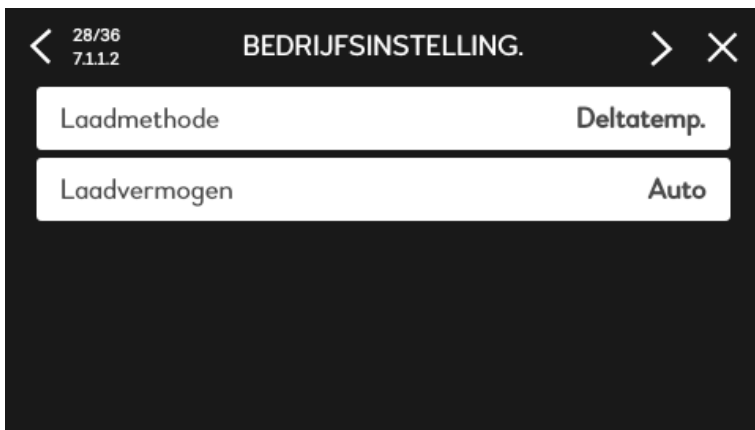 28/36
7.1.1.2
BEDRIJFSINSTELLING.
Laadmethode Deltatemp.
Laadvermogen Auto